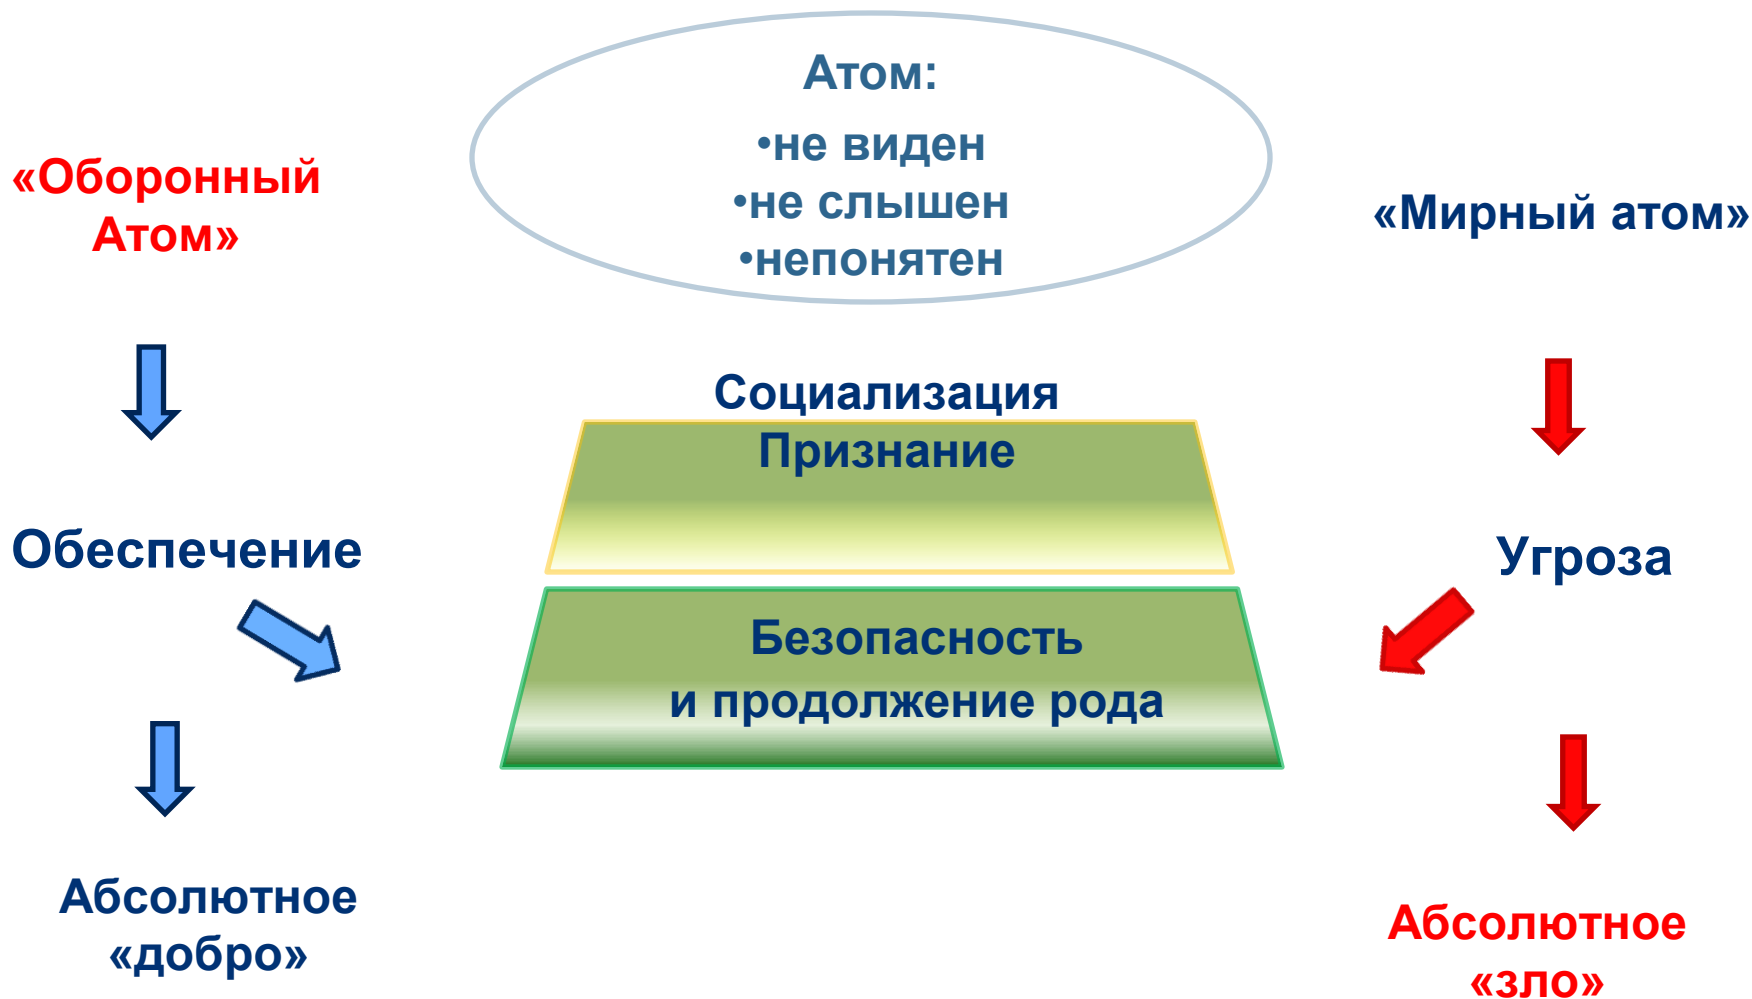 Атом:
•не виден
•не слышен
•непонятен
«Оборонный
Атом»
«Мирный атом»
Социализация
Признание
Обеспечение
Угроза
Безопасность
и продолжение рода
Абсолютное
«добро»
Абсолютное
«зло»